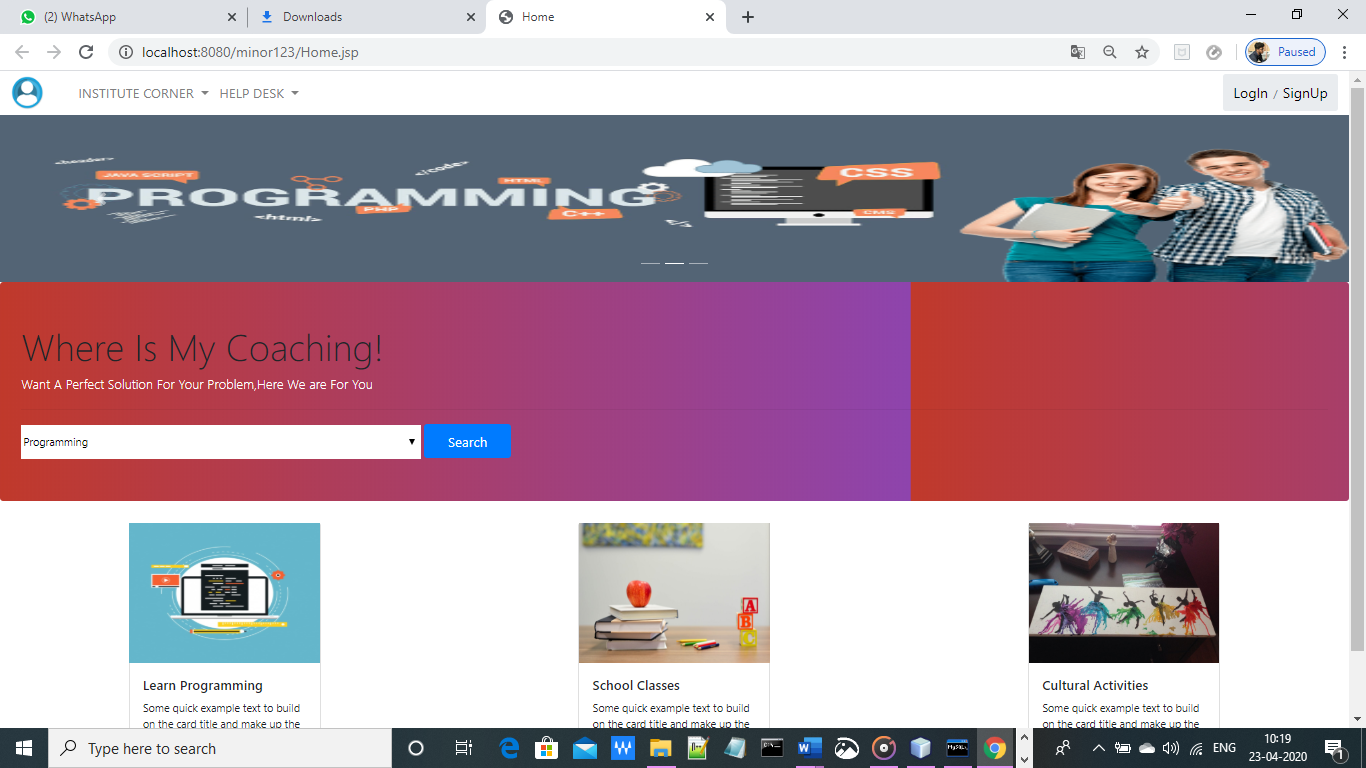 (2) WhatsApp
Downloads
Home
localhost:8080/minor123/Home.jsp
Paused
INSTITUTE CORNER
HELP DESK
LogIn / SignUp
<header>
JAVA SCRIPT
</code>
PROGRAMMING
HTML
PHP
<html>
C++
</>
CSS
CMS
Where Is My Coaching!
Want A Perfect Solution For Your Problem,Here We are For You
Programming
Search
A
B
C
Learn Programming
Some quick example text to build
on the card title and make up the
School Classes
Some quick example text to build
on the card title and make up the
Cultural Activities
Some quick example text to build
on the card title and make up the
Type here to search
ENG
10:19
23-04-2020
1